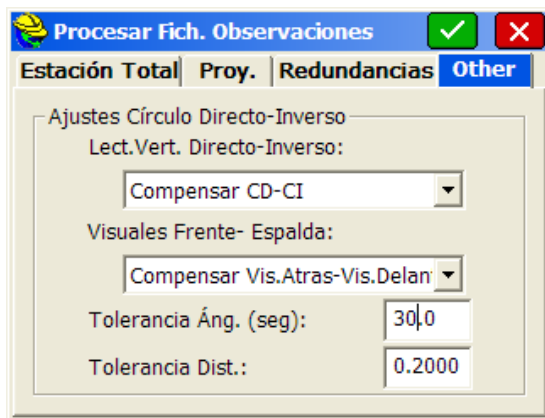 Procesar Fich. Observaciones
Estación Total Proy. Redundancias Other
Ajustes Círculo Directo-Inverso
Lect.Vert. Directo-Inverso:
Compensar CD-CI
Visuales Frente- Espalda:
Compensar Vis.Atras-Vis.Delan
Tolerancia Áng. (seg): 30.0
Tolerancia Dist.: 0.2000